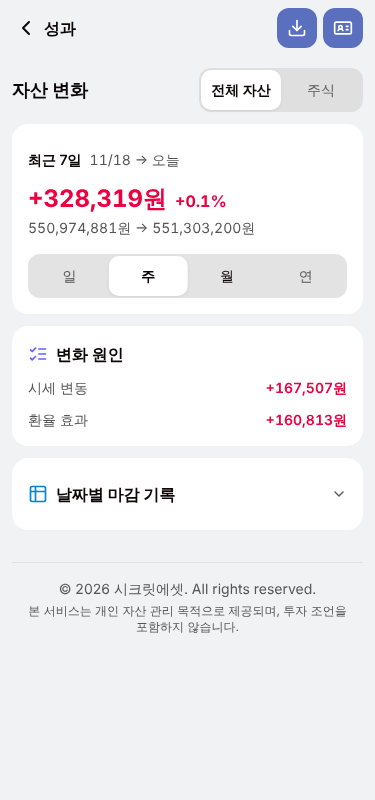 성과
자산 변화
전체 자산
주식
최근 7일 11/18 → 오늘
+328,319원 +0.1%
550,974,881원 → 551,303,200원
일
주
월
연
변화 원인
시세 변동 +167,507원
환율 효과 +160,813원
날짜별 마감 기록
© 2026 시크릿에셋. All rights reserved.
본 서비스는 개인 자산 관리 목적으로 제공되며, 투자 조언을
포함하지 않습니다.